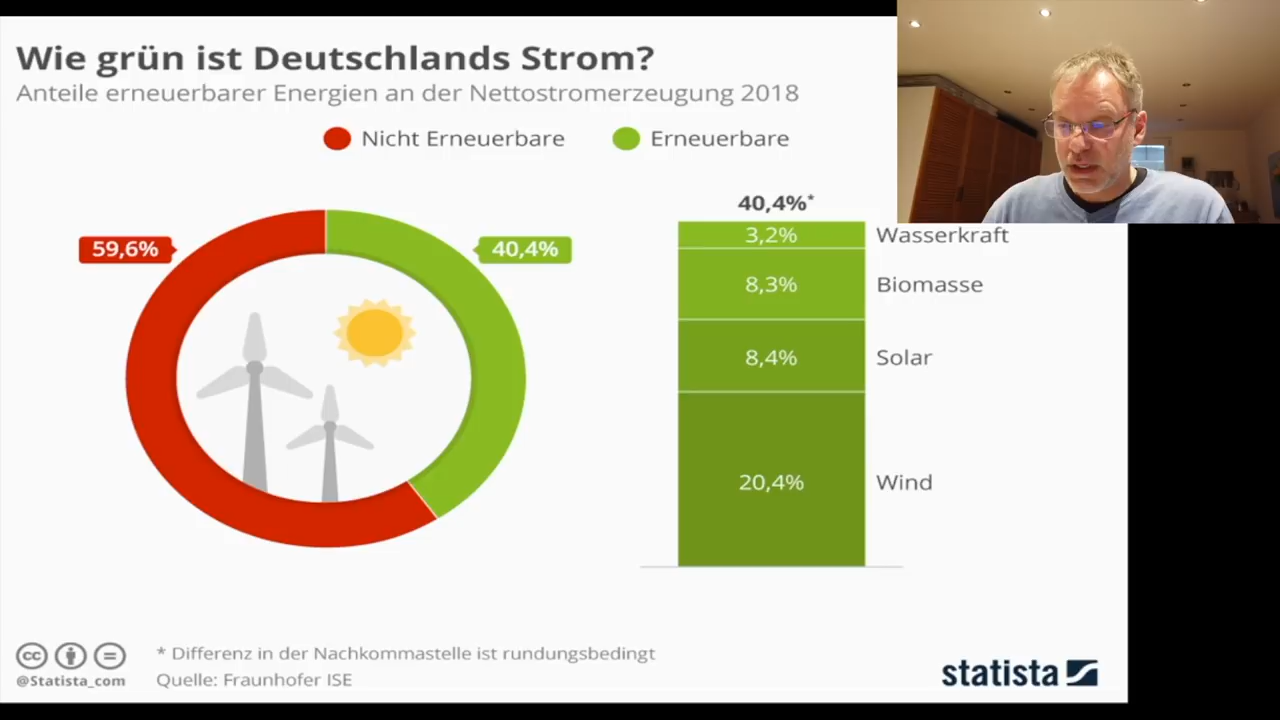 Wie grün ist Deutschlands Strom?
Anteile erneuerbarer Energien an der Nettostromerzeugung 2018
Nicht Erneuerbare
Erneuerbare
59,6%
40,4%
40,4%*
3,2% Wasserkraft
8,3% Biomasse
8,4% Solar
20,4% Wind
* Differenz in der Nachkommastelle ist rundungsbedingt
cc
@Statista_com
Quelle: Fraunhofer ISE
statista